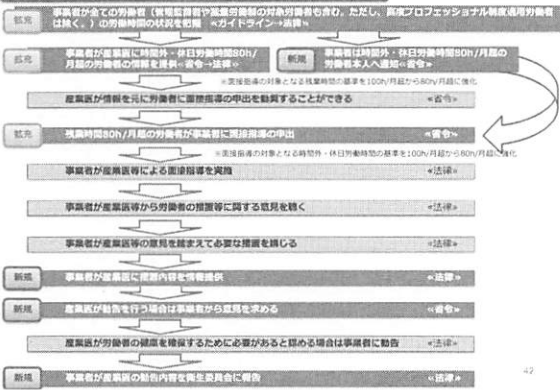 拡充
事業者が全ての労働者（管理監督者や裁量労働制の対象労働者も含む。ただし、高度プロフェッショナル制度適用労働者
は除く。）の労働時間の状況を把握 «ガイドライン→法律»
拡充
事業者が産業医に時間外・休日労働時間80h/
月超の労働者の情報を提供«省令→法律»
新規
事業者は時間外・休日労働時間80h/月超の
労働者本人へ通知«省令»
※面接指導の対象となる残業時間の基準を100h/月超から80h/月超に強化
産業医が情報を元に労働者に面接指導の申出を勧奨することができる «省令»
拡充
残業時間80h/月超の労働者が事業者に面接指導の申出 «省令»
※面接指導の対象となる時間外・休日労働時間の基準を100h/月超から80h/月超に強化
事業者が産業医等による面接指導を実施 «法律»
事業者が産業医等から労働者の措置等に関する意見を聴く «法律»
事業者が産業医等の意見を踏まえて必要な措置を講じる «法律»
新規
事業者が産業医に措置内容を情報提供 «法律»
新規
産業医が勧告を行う場合は事業者から意見を求める «省令»
産業医が労働者の健康を確保するために必要があると認める場合は事業者に勧告 «法律»
新規
事業者が産業医の勧告内容を衛生委員会に報告 «法律»
42